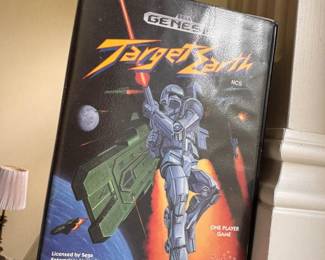 GENESIS
Target Earth
NCS
ONE PLAYER
GAME
Licensed by Sega